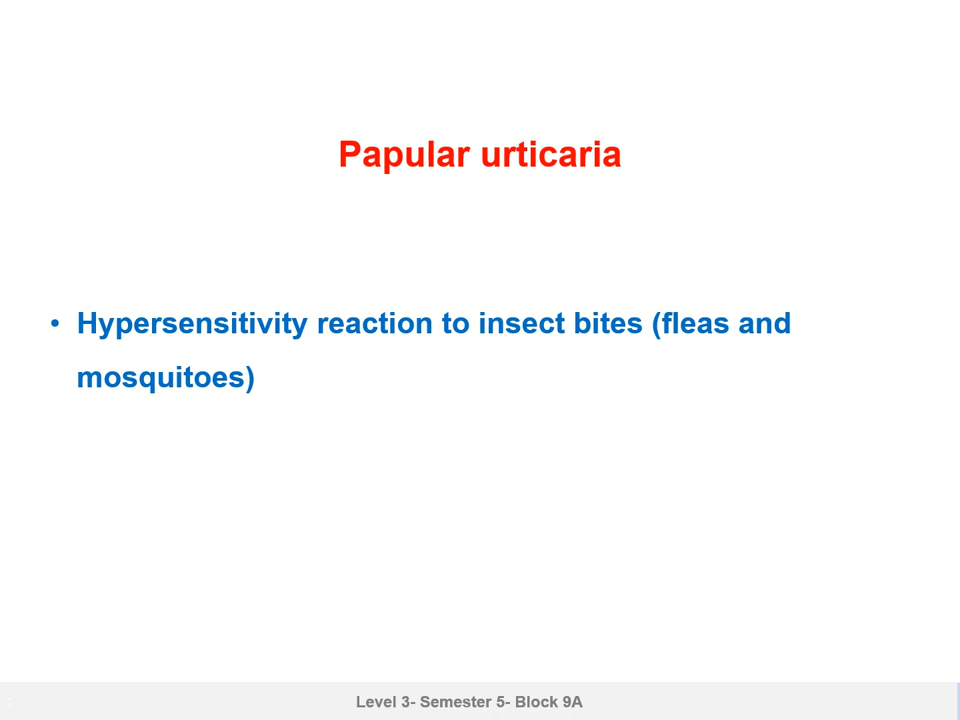 Papular urticaria
• Hypersensitivity reaction to insect bites (fleas and
mosquitoes)
Level 3- Semester 5- Block 9A